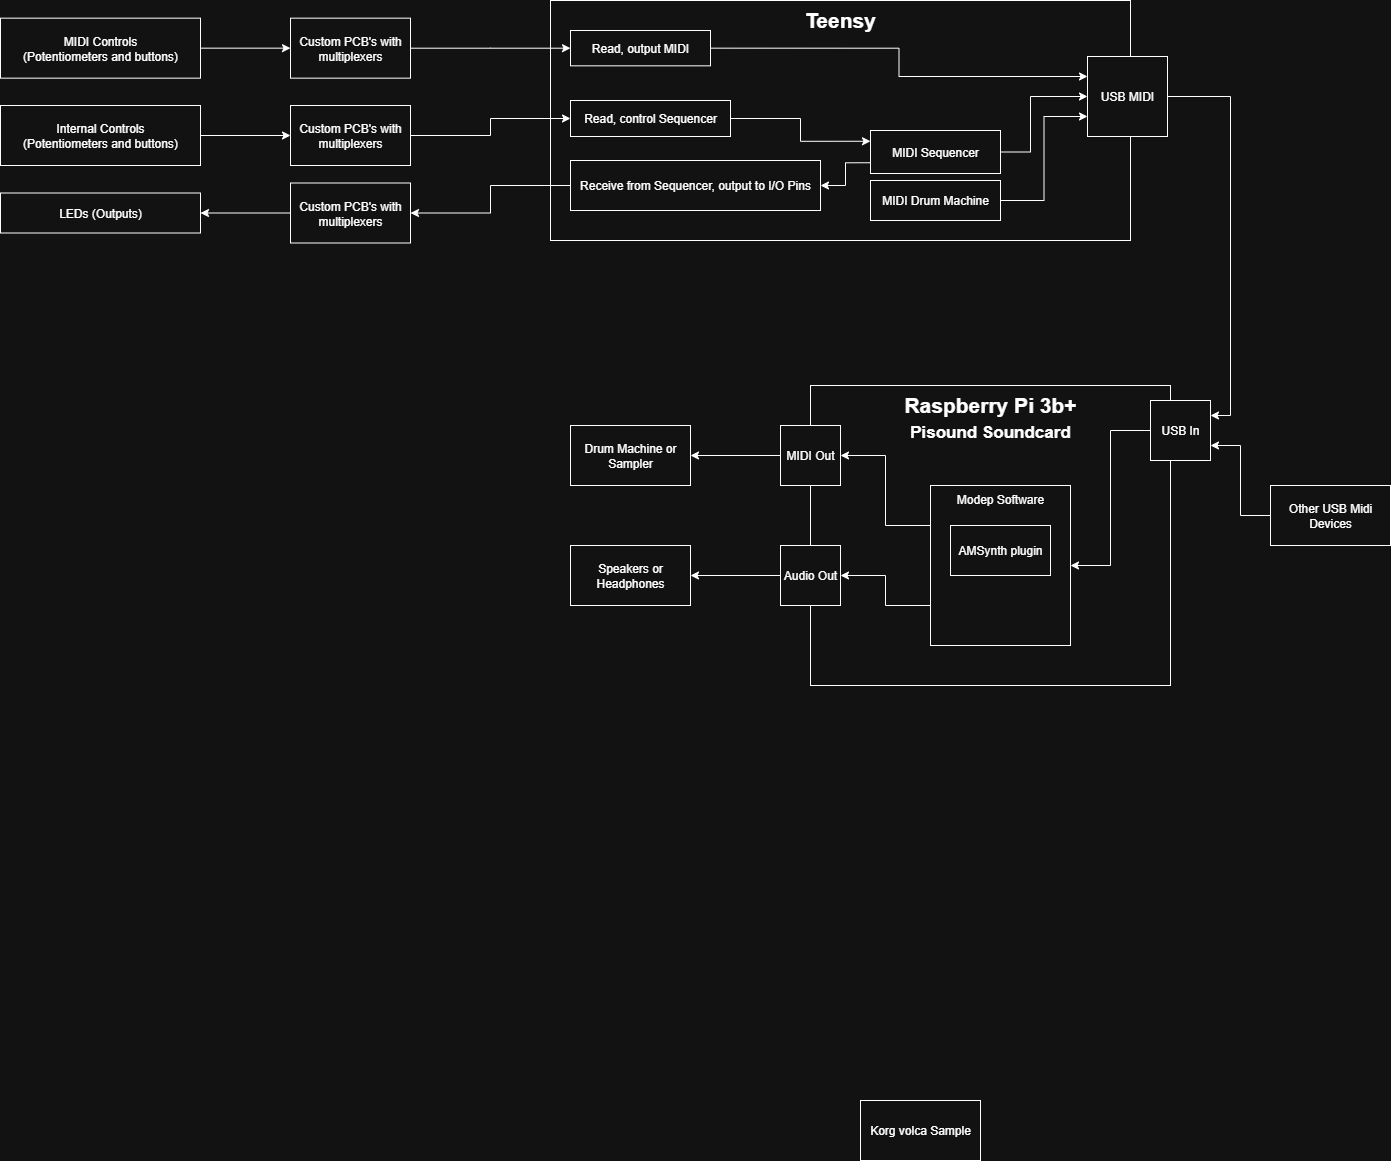 Teensy
MIDI Controls
(Potentiometers and buttons)
Custom PCB's with
multiplexers
Read, output MIDI
USB MIDI
Internal Controls
(Potentiometers and buttons)
Custom PCB's with
multiplexers
Read, control Sequencer
MIDI Sequencer
LEDs (Outputs)
Custom PCB's with
multiplexers
Receive from Sequencer, output to I/O Pins
MIDI Drum Machine
Raspberry Pi 3b+
Pisound Soundcard
USB In
Drum Machine or
Sampler
MIDI Out
Modep Software
AMSynth plugin
Other USB Midi
Devices
Speakers or
Headphones
Audio Out
Korg volca Sample